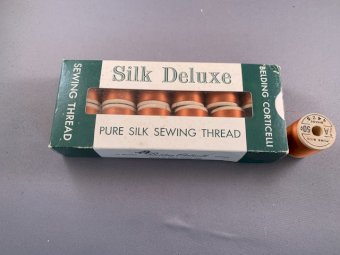 SEWING THREAD
Silk Deluxe
PURE SILK SEWING THREAD
BELDING CORTICELLI